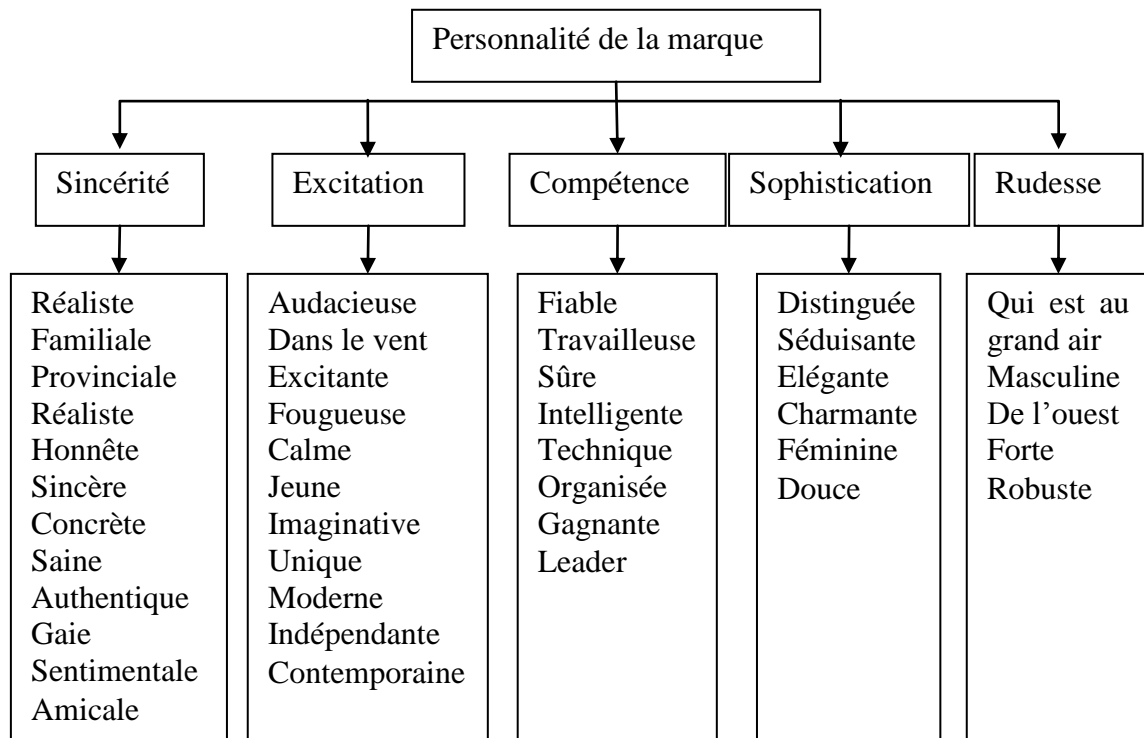 Personnalité de la marque
Sincérité
Excitation
Compétence
Sophistication
Rudesse
Réaliste
Familiale
Provinciale
Réaliste
Honnête
Sincère
Concrète
Saine
Authentique
Gaie
Sentimentale
Amicale
Audacieuse
Dans le vent
Excitante
Fougueuse
Calme
Jeune
Imaginative
Unique
Moderne
Indépendante
Contemporaine
Fiable
Travailleuse
Sûre
Intelligente
Technique
Organisée
Gagnante
Leader
Distinguée
Séduisante
Elégante
Charmante
Féminine
Douce
Qui est au
grand air
Masculine
De l’ouest
Forte
Robuste